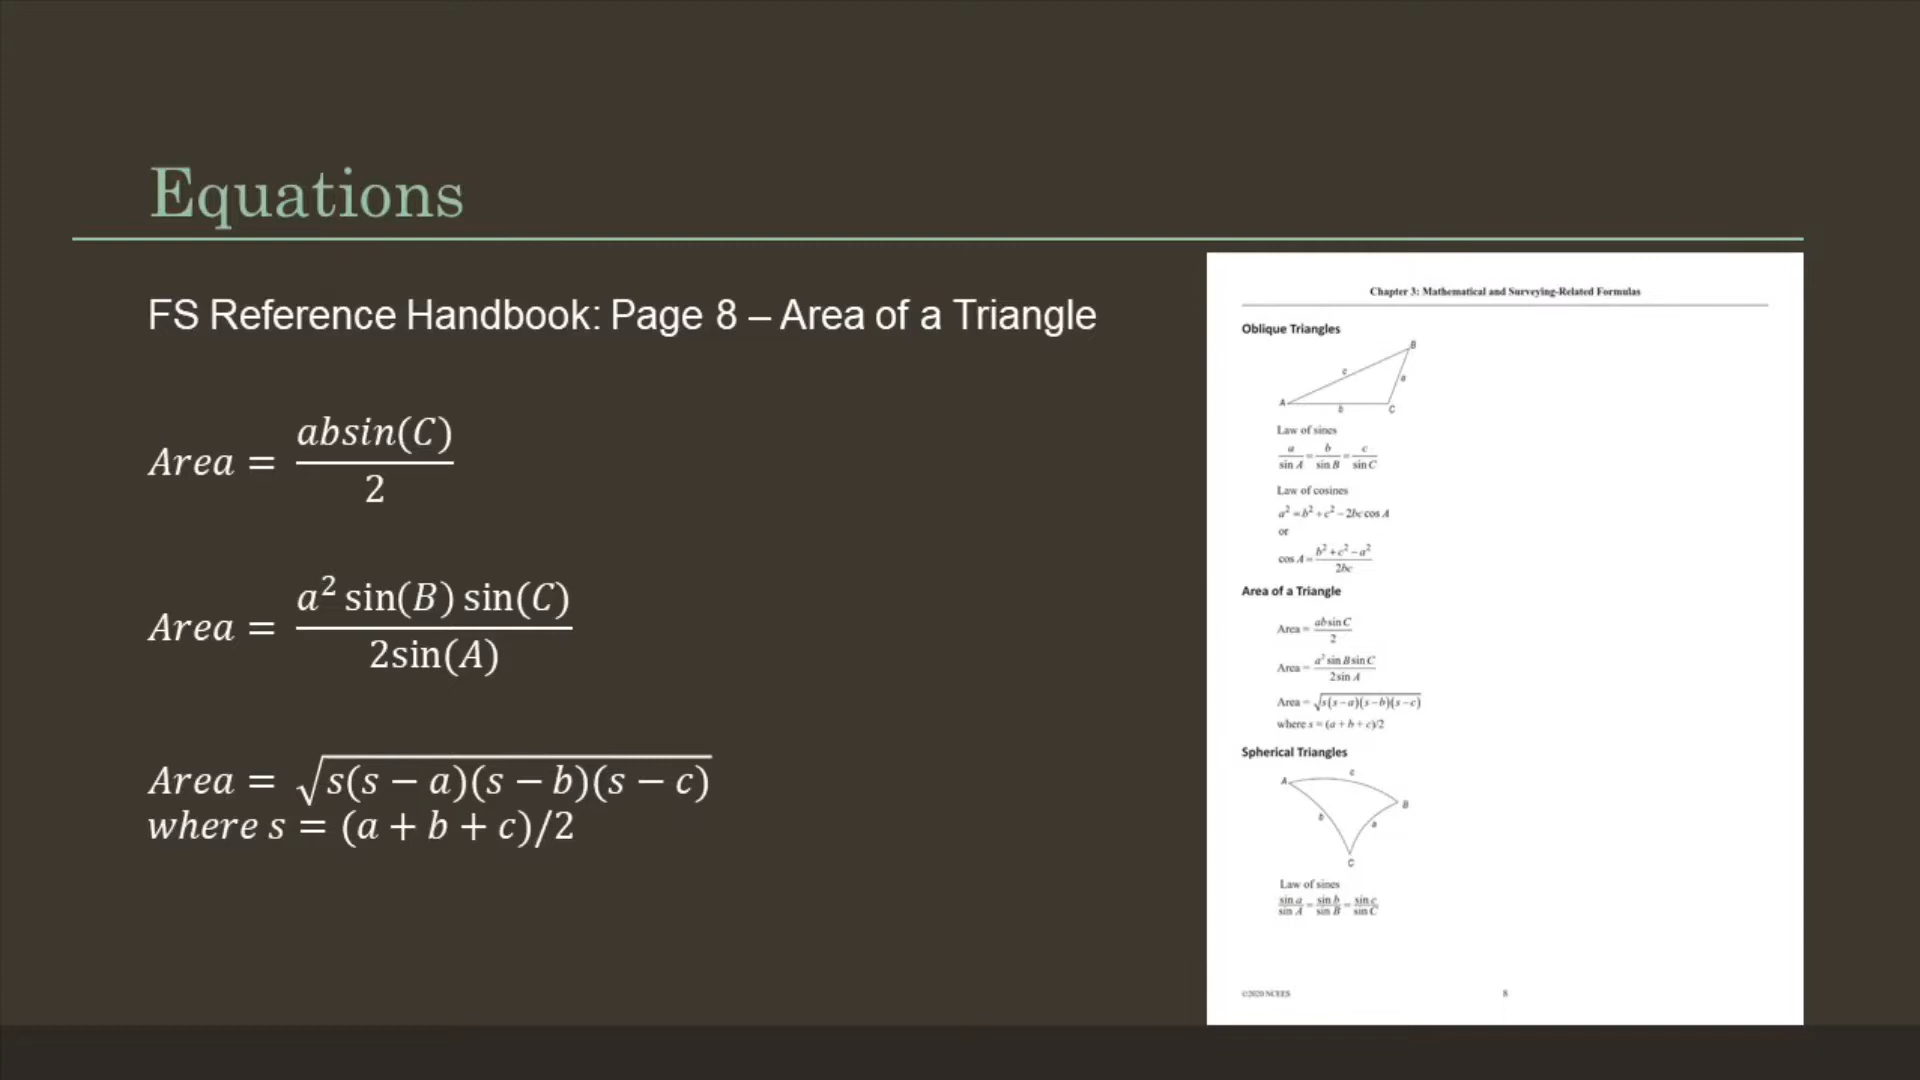 Equations
FS Reference Handbook: Page 8 – Area of a Triangle
Area = absin(C) / 2
Area = a² sin(B) sin(C) / 2sin(A)
Area = √s(s − a)(s − b)(s − c)
where s = (a + b + c)/2
Chapter 3: Mathematical and Surveying-Related Formulas
Oblique Triangles
B
c
a
A
b
C
Law of sines
a / sin A = b / sin B = c / sin C
Law of cosines
a² = b² + c² − 2bc cos A
or
cos A = b² + c² − a² / 2bc
Area of a Triangle
Area = ab sin C / 2
Area = a² sin B sin C / 2 sin A
Area = √s(s − a)(s − b)(s − c)
where s = (a + b + c)/2
Spherical Triangles
c
A
B
b
a
C
Law of sines
sin a / sin A = sin b / sin B = sin c / sin C
©2020 NCEES
8